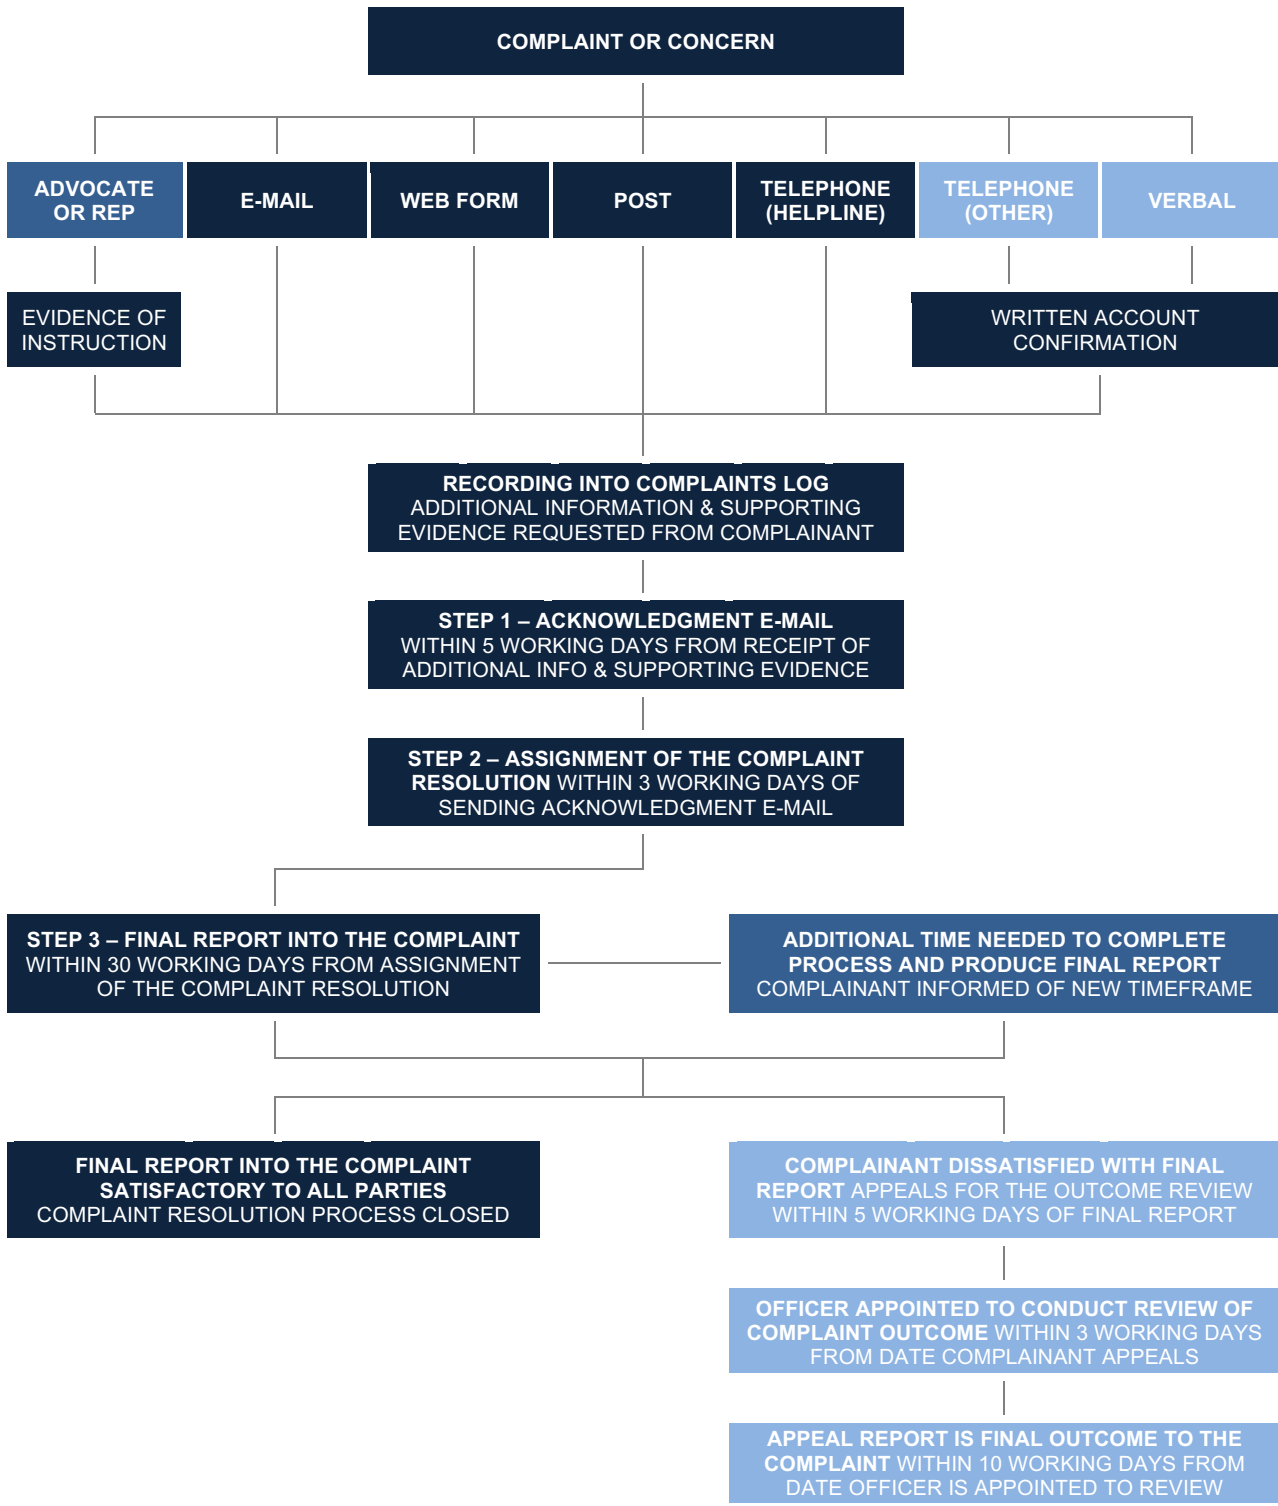 COMPLAINT OR CONCERN
ADVOCATE
OR REP
E-MAIL
WEB FORM
POST
TELEPHONE
(HELPLINE)
TELEPHONE
(OTHER)
VERBAL
EVIDENCE OF
INSTRUCTION
WRITTEN ACCOUNT
CONFIRMATION
RECORDING INTO COMPLAINTS LOG
ADDITIONAL INFORMATION & SUPPORTING
EVIDENCE REQUESTED FROM COMPLAINANT
STEP 1 – ACKNOWLEDGMENT E-MAIL
WITHIN 5 WORKING DAYS FROM RECEIPT OF
ADDITIONAL INFO & SUPPORTING EVIDENCE
STEP 2 – ASSIGNMENT OF THE COMPLAINT
RESOLUTION WITHIN 3 WORKING DAYS OF
SENDING ACKNOWLEDGMENT E-MAIL
STEP 3 – FINAL REPORT INTO THE COMPLAINT
WITHIN 30 WORKING DAYS FROM ASSIGNMENT
OF THE COMPLAINT RESOLUTION
ADDITIONAL TIME NEEDED TO COMPLETE
PROCESS AND PRODUCE FINAL REPORT
COMPLAINANT INFORMED OF NEW TIMEFRAME
FINAL REPORT INTO THE COMPLAINT
SATISFACTORY TO ALL PARTIES
COMPLAINT RESOLUTION PROCESS CLOSED
COMPLAINANT DISSATISFIED WITH FINAL
REPORT APPEALS FOR THE OUTCOME REVIEW
WITHIN 5 WORKING DAYS OF FINAL REPORT
OFFICER APPOINTED TO CONDUCT REVIEW OF
COMPLAINT OUTCOME WITHIN 3 WORKING DAYS
FROM DATE COMPLAINANT APPEALS
APPEAL REPORT IS FINAL OUTCOME TO THE
COMPLAINT WITHIN 10 WORKING DAYS FROM
DATE OFFICER IS APPOINTED TO REVIEW